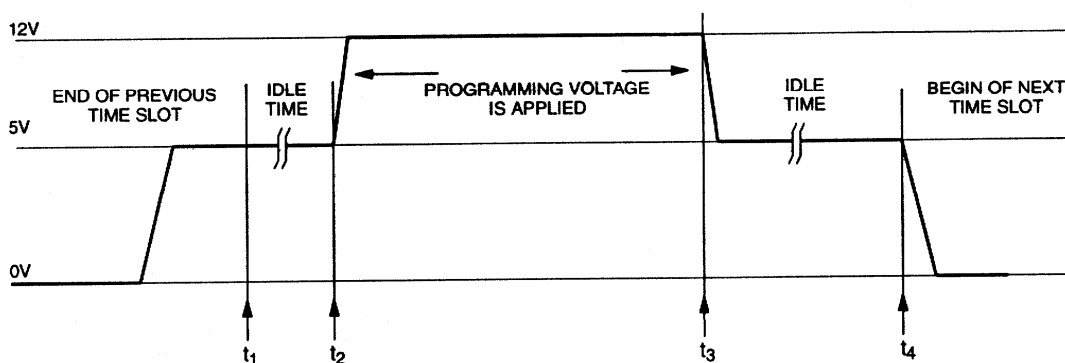 12V
END OF PREVIOUS
TIME SLOT
IDLE
TIME
PROGRAMMING VOLTAGE
IS APPLIED
IDLE
TIME
BEGIN OF NEXT
TIME SLOT
5V
0V
t1
t2
t3
t4